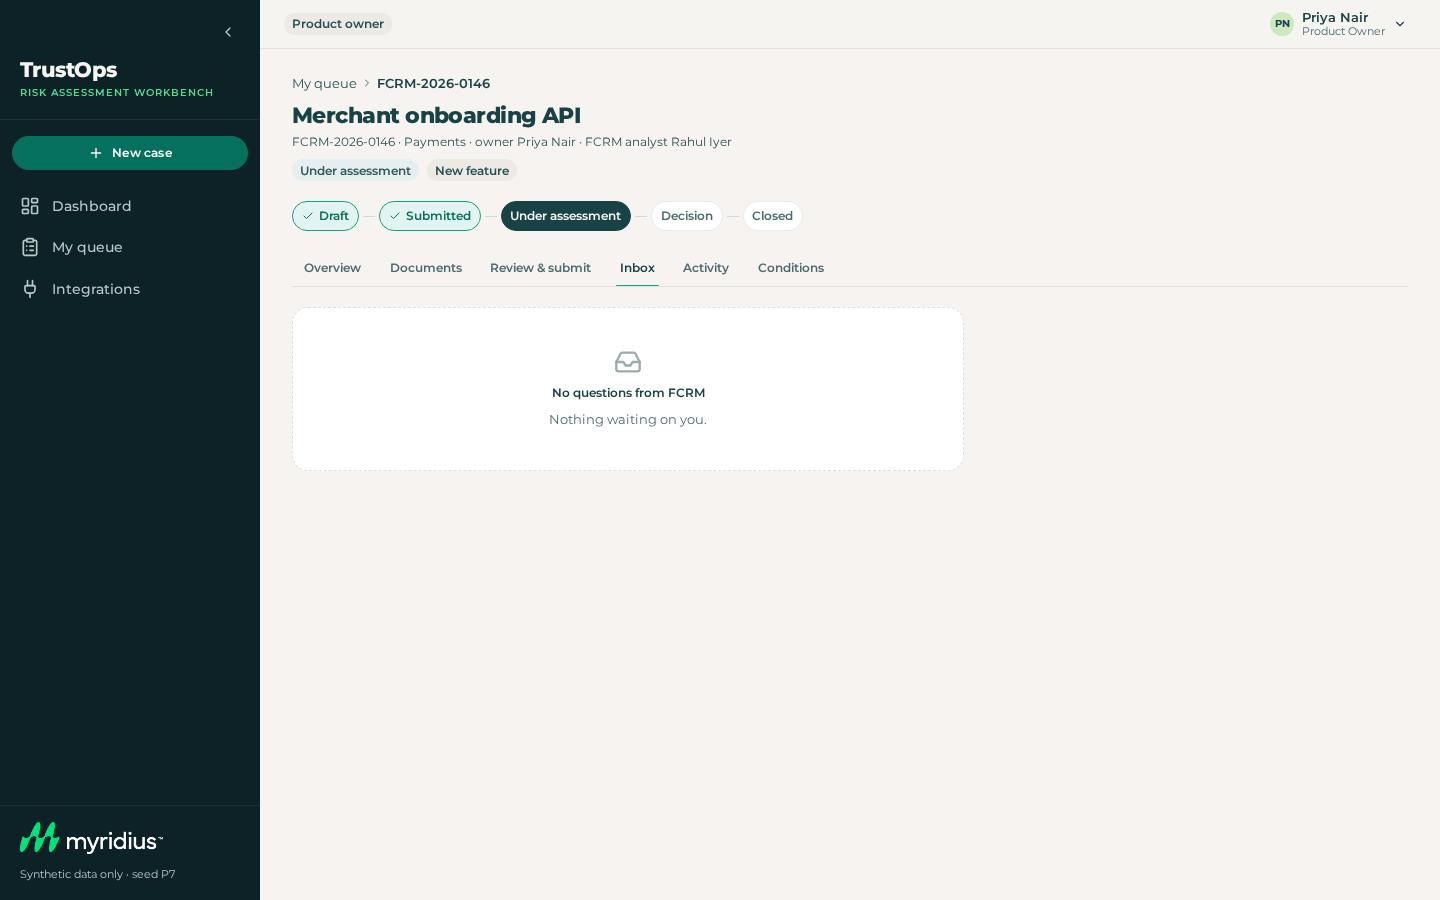 TrustOps
RISK ASSESSMENT WORKBENCH
New case
Dashboard
My queue
Integrations
myridius™
Synthetic data only · seed P7
Product owner
PN
Priya Nair
Product Owner
My queue > FCRM-2026-0146
Merchant onboarding API
FCRM-2026-0146 · Payments · owner Priya Nair · FCRM analyst Rahul Iyer
Under assessment New feature
Draft Submitted Under assessment Decision Closed
Overview Documents Review & submit Inbox Activity Conditions
No questions from FCRM
Nothing waiting on you.